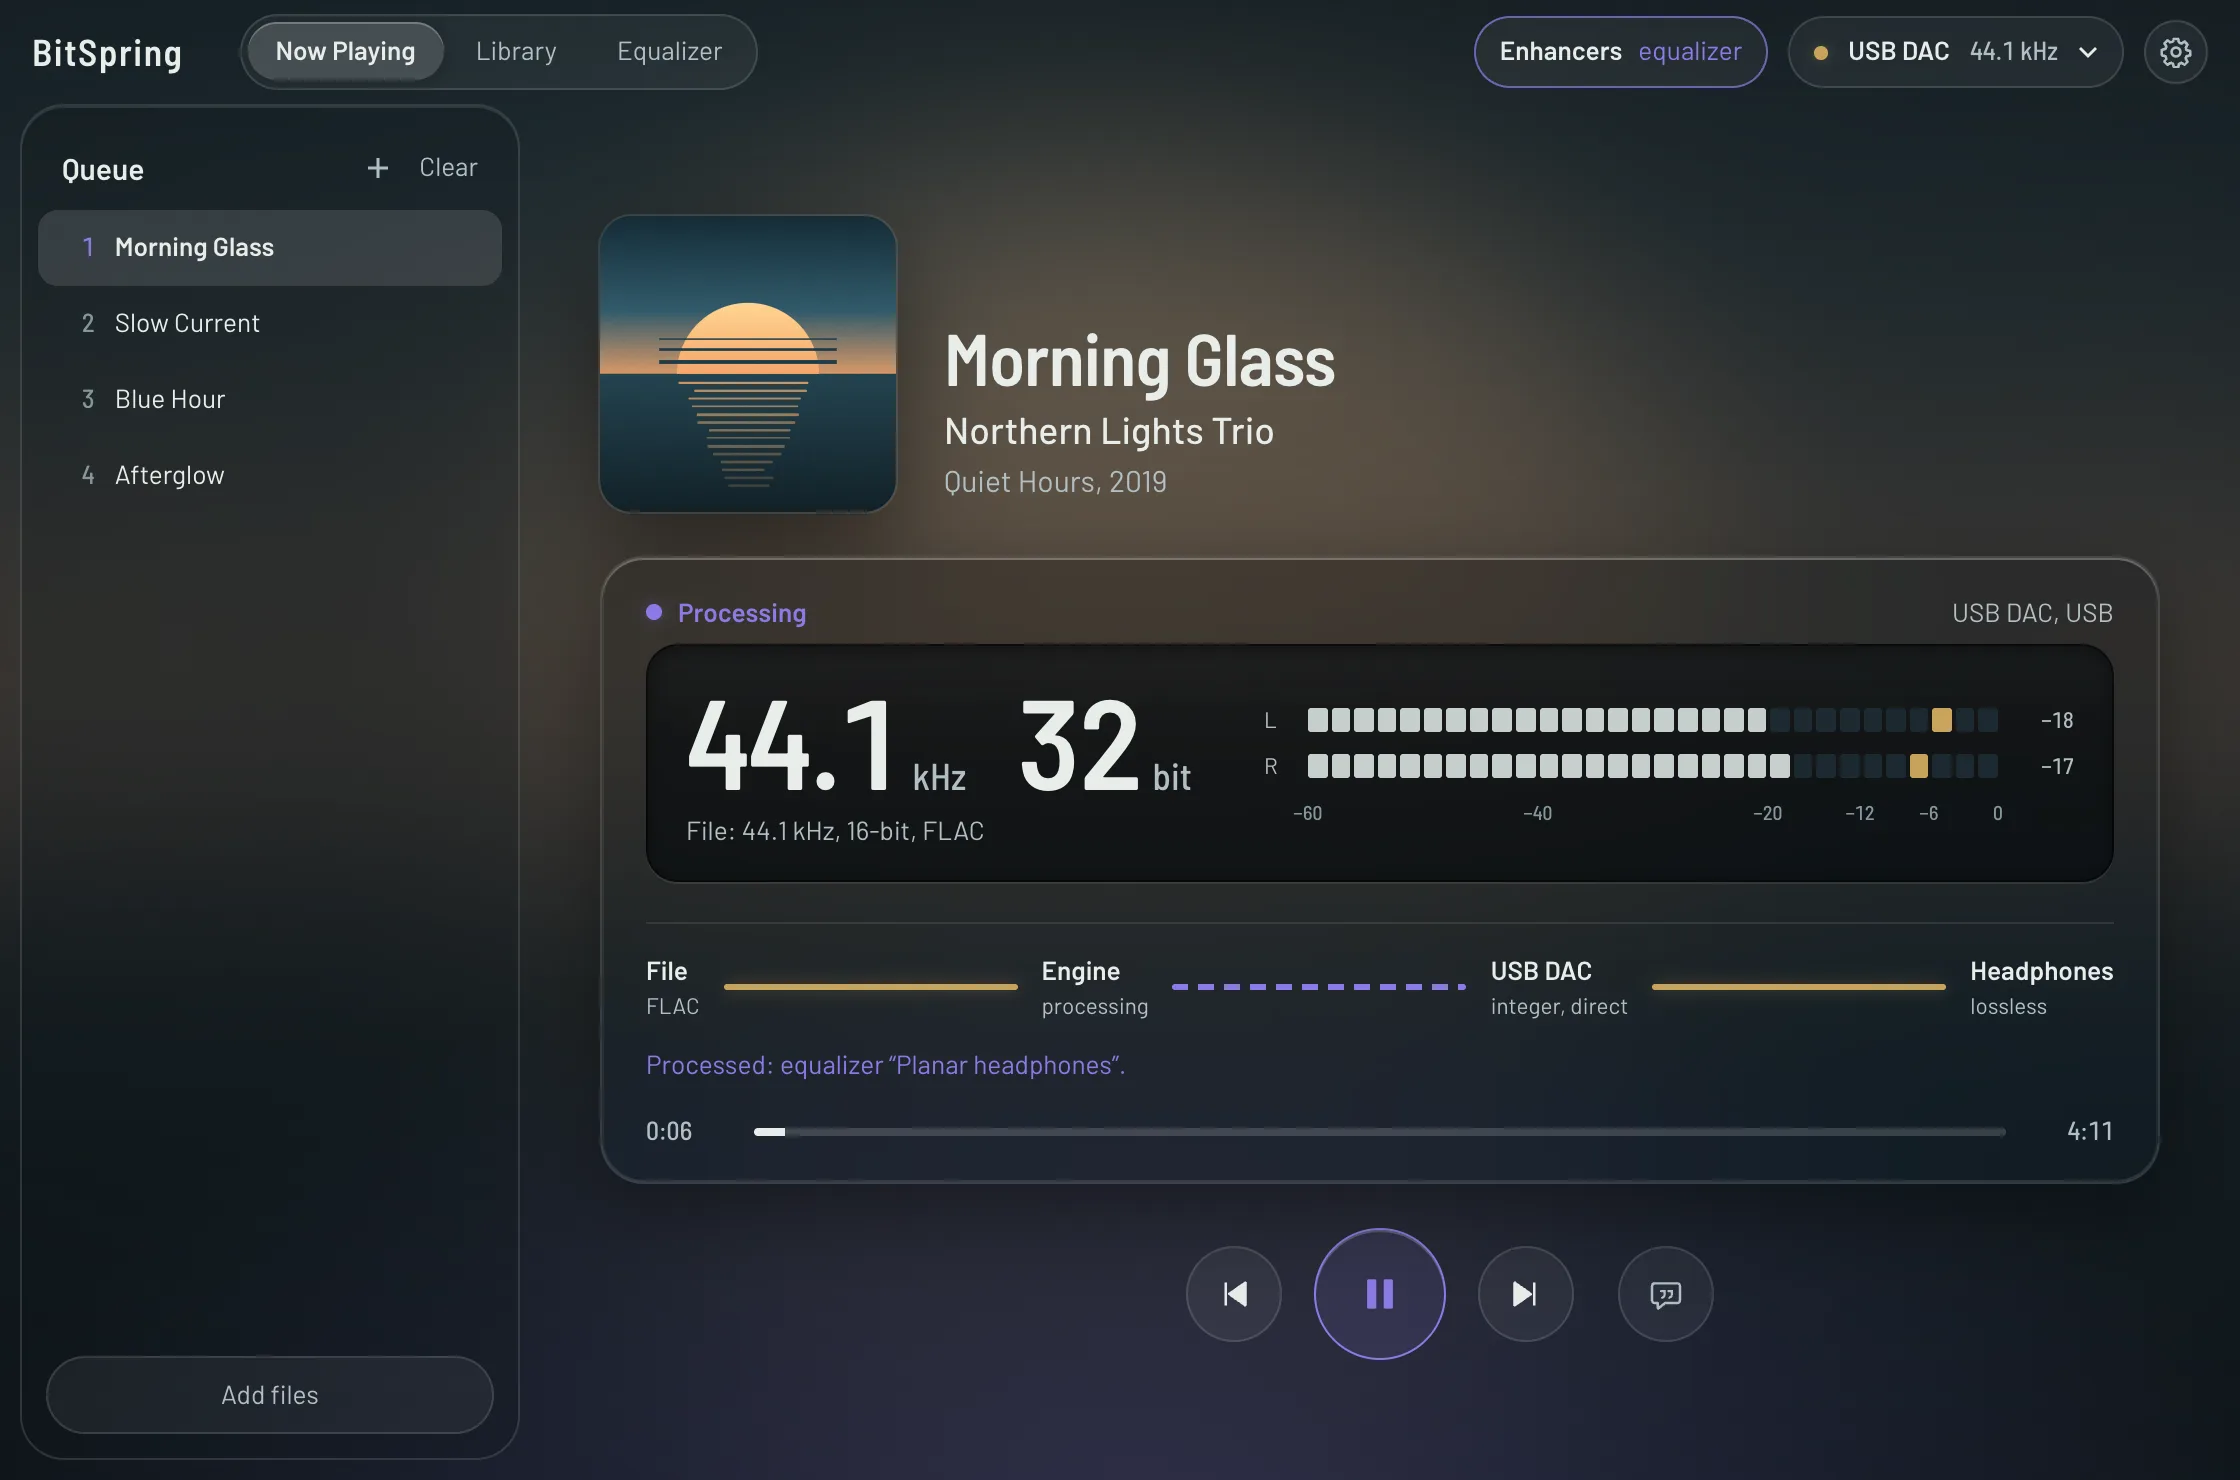 BitSpring
Now Playing
Library
Equalizer
Enhancers equalizer
USB DAC 44.1 kHz
Queue
+ Clear
1 Morning Glass
2 Slow Current
3 Blue Hour
4 Afterglow
Add files
Morning Glass
Northern Lights Trio
Quiet Hours, 2019
Processing
USB DAC, USB
44.1 kHz 32 bit
File: 44.1 kHz, 16-bit, FLAC
L −18
R −17
−60 −40 −20 −12 −6 0
File
FLAC
Engine
processing
USB DAC
integer, direct
Headphones
lossless
Processed: equalizer “Planar headphones”.
0:06
4:11